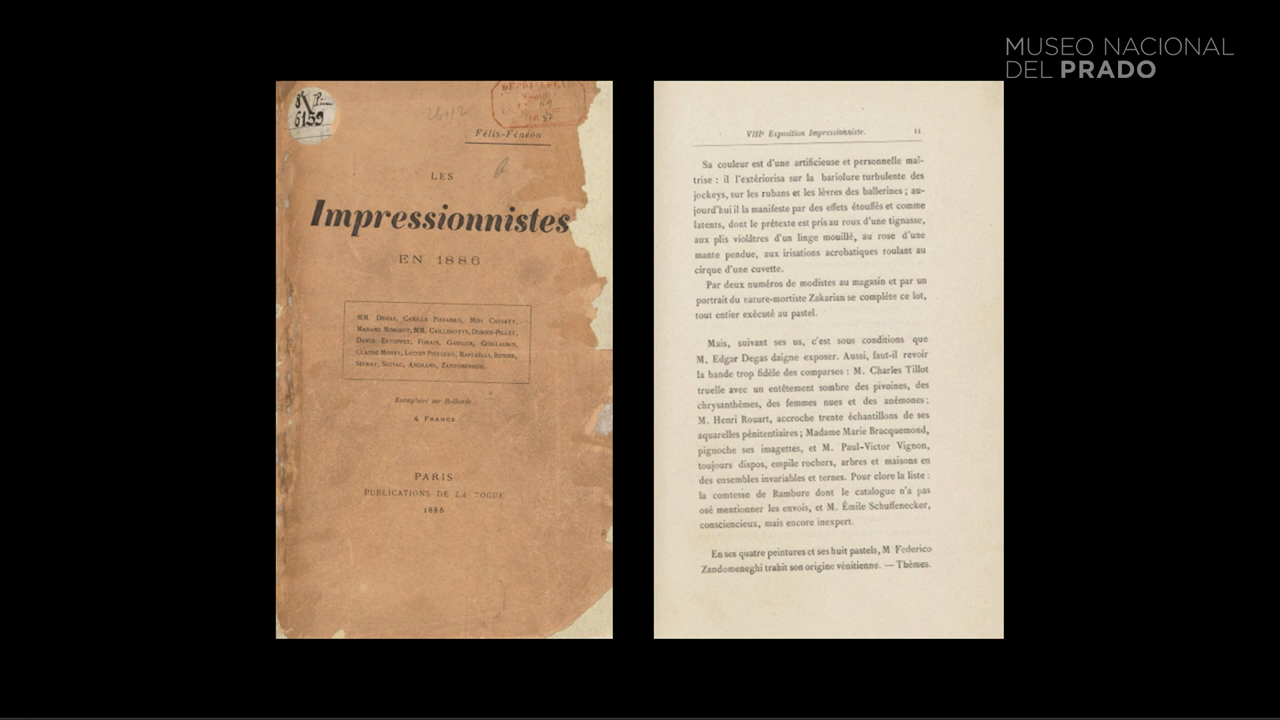 MUSEO NACIONAL
DEL PRADO
6159
Félix-Fénéon
LES
Impressionnistes
EN 1886
MM. Degas, Camille Pissarro, Miss Cassatt,
Madame Morisot, MM. Caillebotte, Dubois-Pillet,
David Estoppey, Forain, Gauguin, Guillaumin,
Claude Monet, Lucien Pissarro, Raffaëlli, Renoir,
Seurat, Signac, Zandomeneghi.
Exemplaire sur Hollande :
4 Francs
PARIS
PUBLICATIONS DE LA VOGUE
1886
VIIIe Exposition Impressionniste. 11
Sa couleur est d'une artificieuse et personnelle maî-
trise : il l'extériorisa sur la bariolure turbulente des
jockeys, sur les rubans et les lèvres des ballerines ; au-
jourd'hui il la manifeste par des effets étouffés et comme
latents, dont le prétexte est pris au roux d'une tignasse,
aux plis violâtres d'un linge mouillé, au rose d'une
mante pendue, aux irisations acrobatiques roulant au
cirque d'une cuvette.
Par deux numéros de modistes au magasin et par un
portrait du nature-mortiste Zakarian se complète ce lot,
tout entier exécuté au pastel.
Mais, suivant ses us, c'est sous conditions que
M. Edgar Degas daigne exposer. Aussi, faut-il revoir
la bande trop fidèle des comparses : M. Charles Tillot
truelle avec un entêtement sombre des pivoines, des
chrysanthèmes, des femmes nues et des anémones ;
M. Henri Rouart, accroche trente échantillons de ses
aquarelles pénitentiaires ; Madame Marie Bracquemond,
pignoche ses imagettes, et M. Paul-Victor Vignon,
toujours dispos, empile rochers, arbres et maisons en
des ensembles invariables et ternes. Pour clore la liste :
la comtesse de Rambure dont le catalogue n'a pas
osé mentionner les envois, et M. Émile Schuffenecker,
consciencieux, mais encore inexpert.
En ses quatre peintures et ses huit pastels, M Federico
Zandomeneghi trahit son origine vénitienne. — Thèmes.